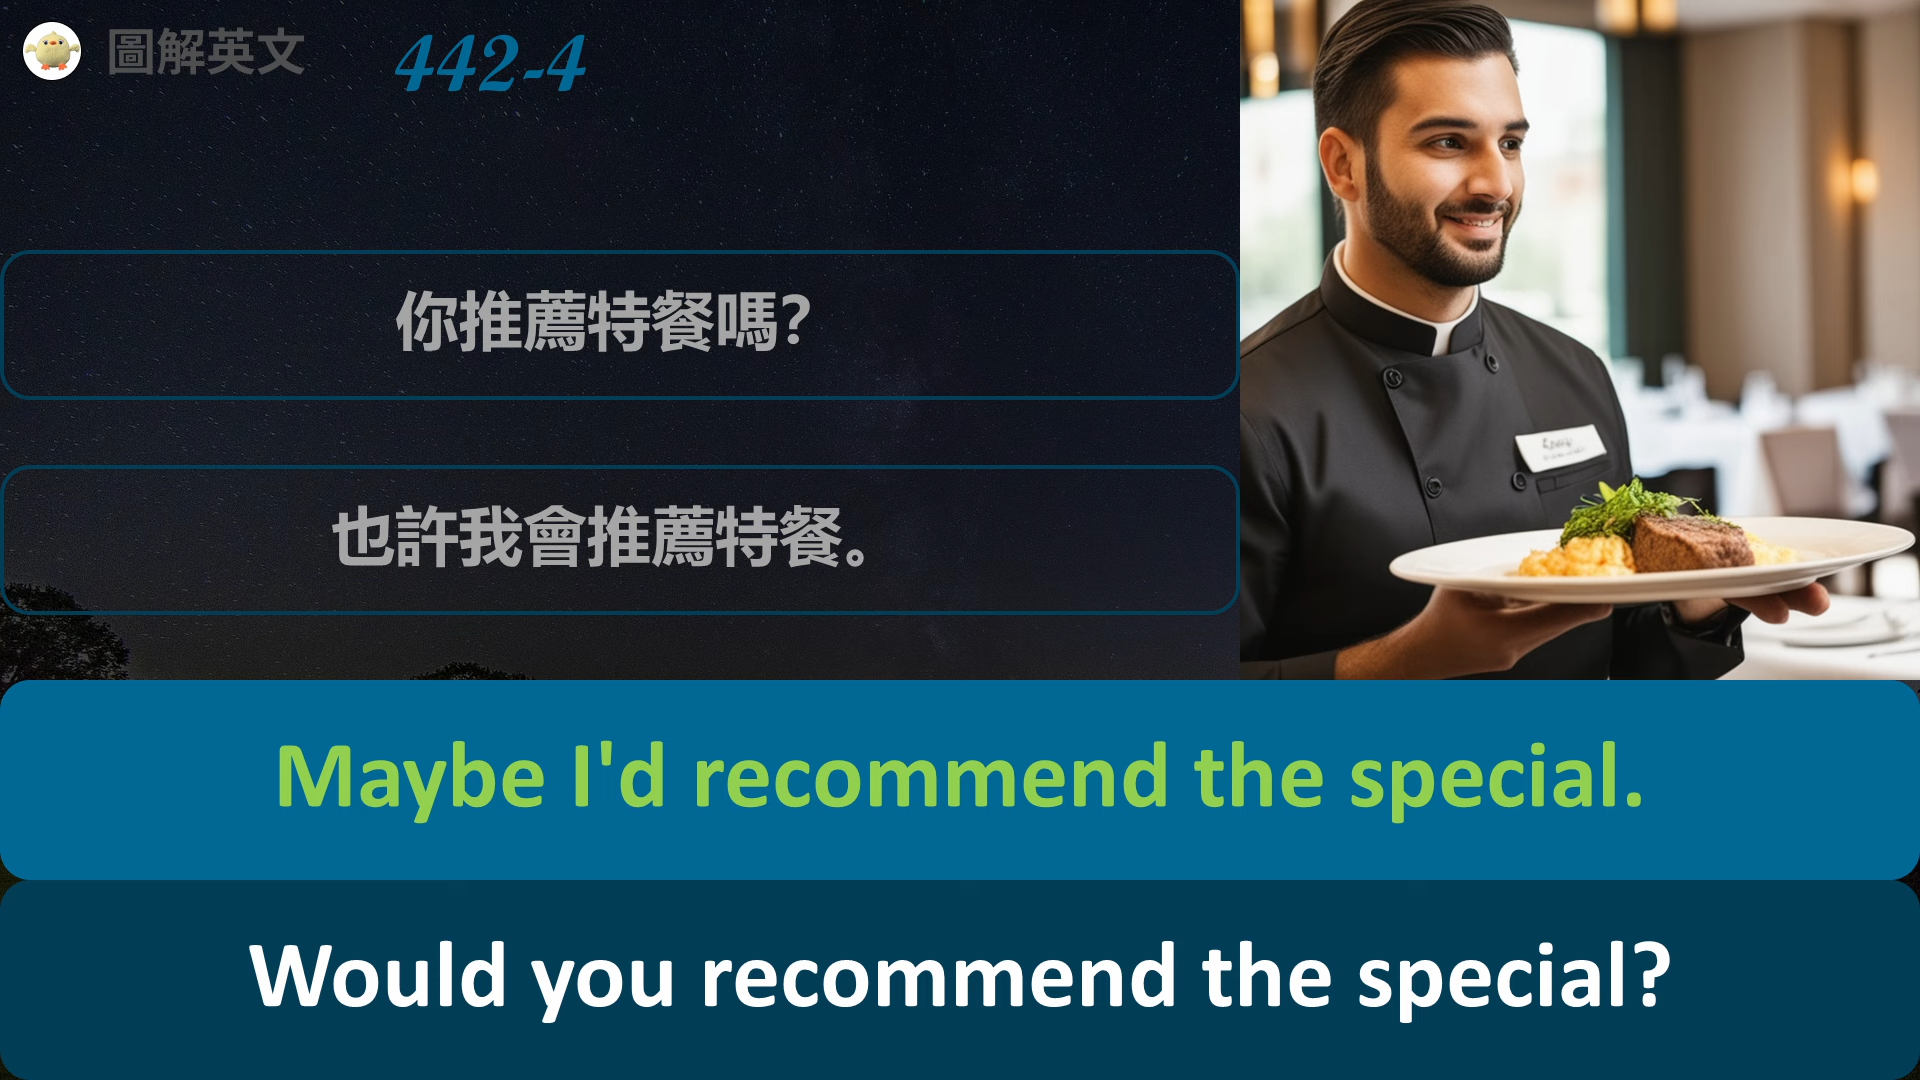 圖解英文
442-4
你推薦特餐嗎?
也許我會推薦特餐。
Maybe I'd recommend the special.
Would you recommend the special?